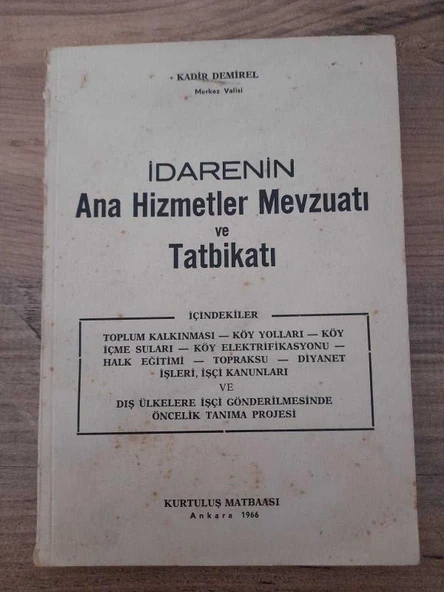 KADİR DEMİREL
Merkez Valisi
İDARENİN
Ana Hizmetler Mevzuatı
ve
Tatbikatı
İÇİNDEKİLER
TOPLUM KALKINMASI — KÖY YOLLARI — KÖY
İÇME SULARI — KÖY ELEKTRİFİKASYONU —
HALK EĞİTİMİ — TOPRAKSU — DİYANET
İŞLERİ, İŞÇİ KANUNLARI
VE
DIŞ ÜLKELERE İŞÇİ GÖNDERİLMESİNDE
ÖNCELİK TANIMA PROJESİ
KURTULUŞ MATBAASI
Ankara 1966